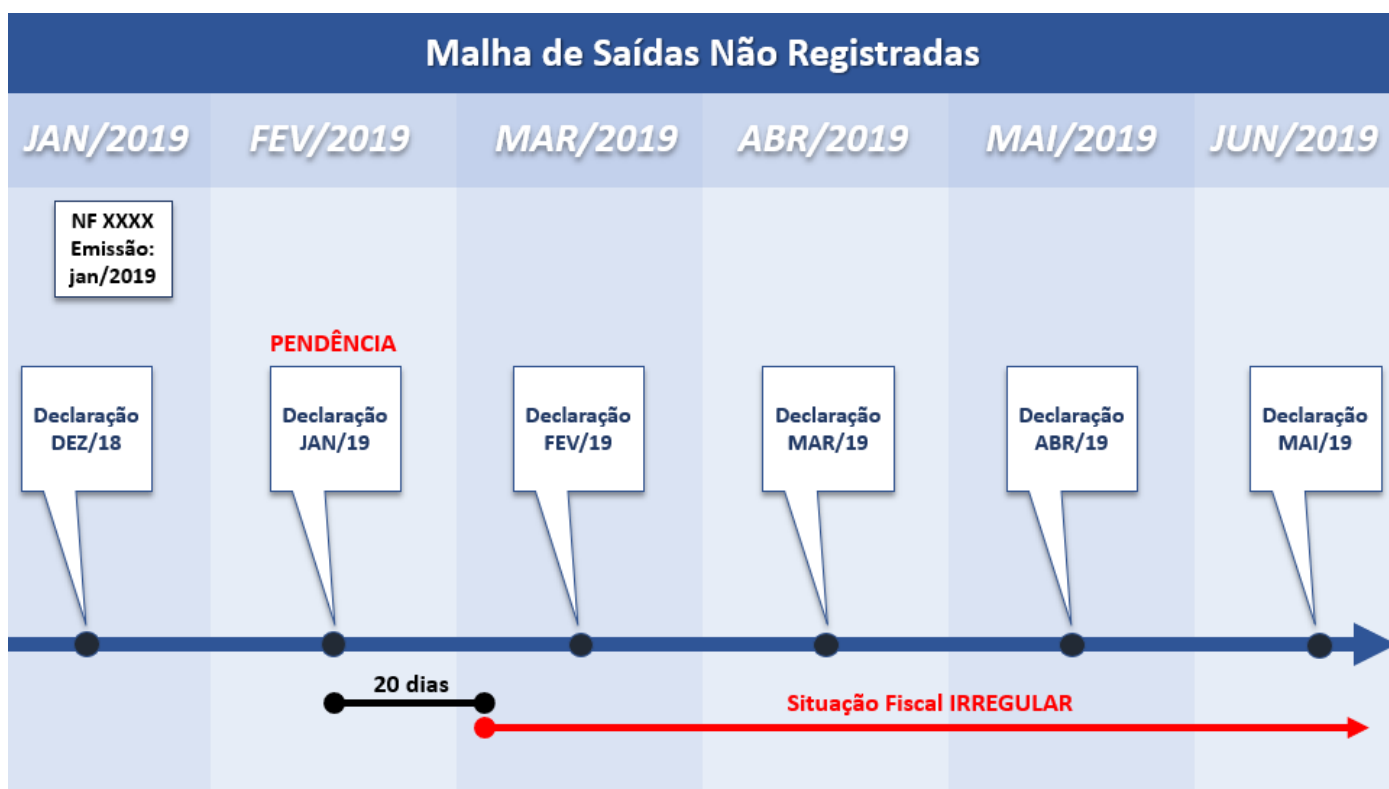 Malha de Saídas Não Registradas
JAN/2019 FEV/2019 MAR/2019 ABR/2019 MAI/2019 JUN/2019
NF XXXX
Emissão:
jan/2019
PENDÊNCIA
Declaração
DEZ/18
Declaração
JAN/19
Declaração
FEV/19
Declaração
MAR/19
Declaração
ABR/19
Declaração
MAI/19
20 dias
Situação Fiscal IRREGULAR